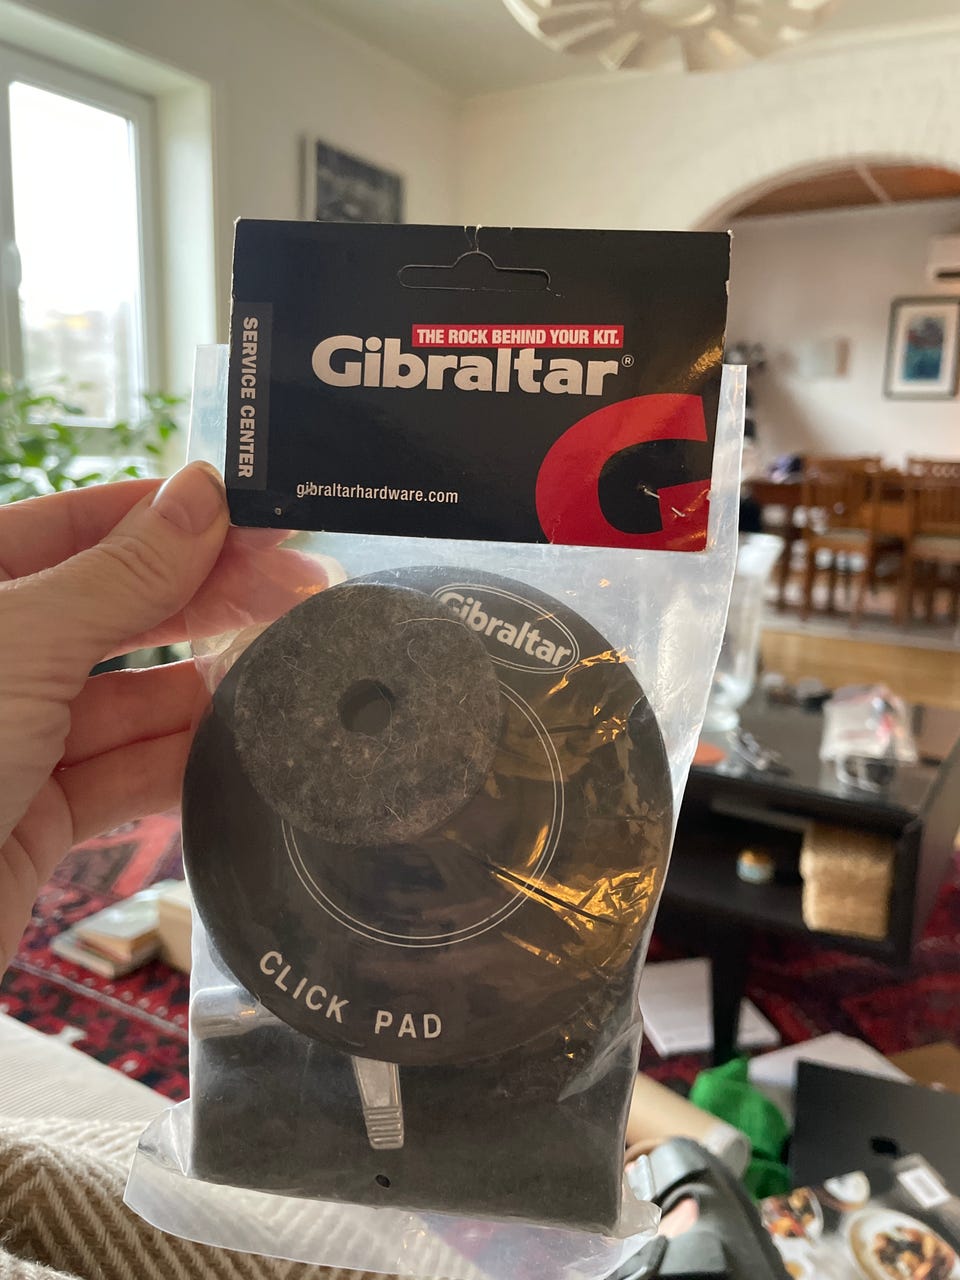 SERVICE CENTER
THE ROCK BEHIND YOUR KIT.
Gibraltar®
gibraltarhardware.com
Gibraltar
CLICK PAD